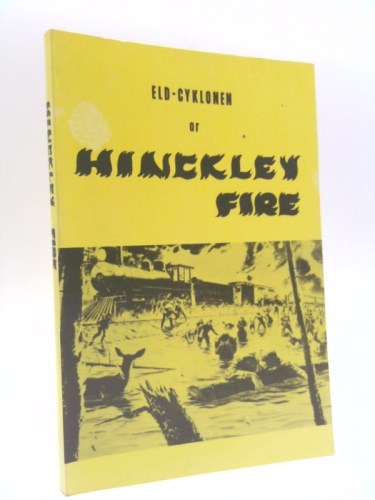 ELD-CYKLONEN
or
HINCKLEY
FIRE
HINCKLEY FIRE